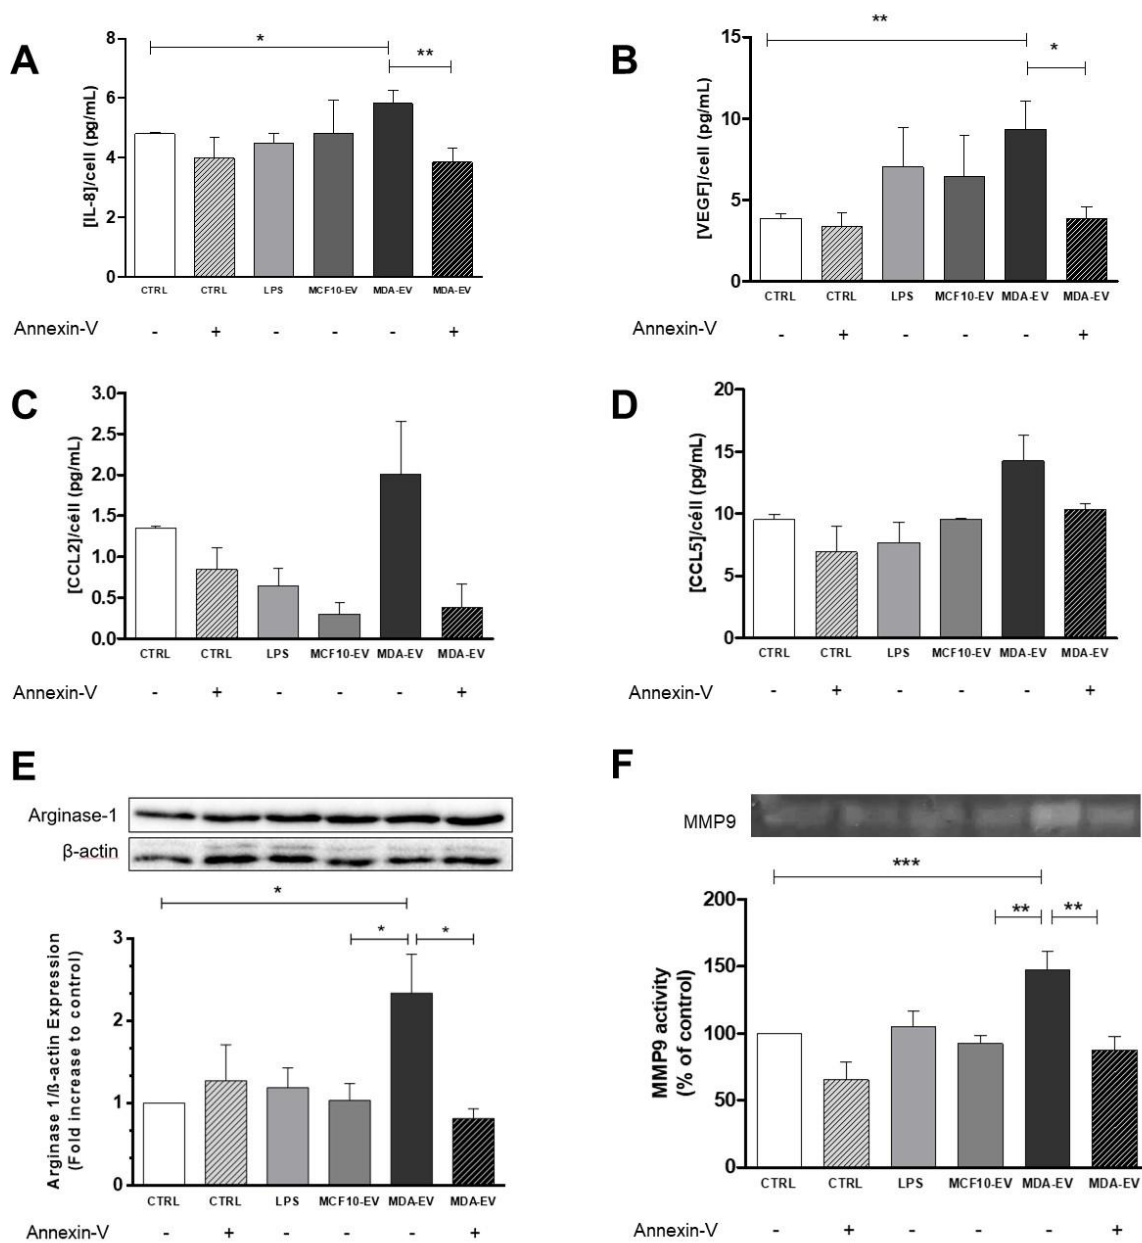 A
[IL-8]/cell (pg/mL)
8
6
4
2
0
*
**
CTRL CTRL LPS MCF10-EV MDA-EV MDA-EV
Annexin-V - + - - - +
B
[VEGF]/cell (pg/mL)
15
10
5
0
**
*
CTRL CTRL LPS MCF10-EV MDA-EV MDA-EV
Annexin-V - + - - - +
C
[CCL2]/céll (pg/mL)
3.0
2.5
2.0
1.5
1.0
0.5
0.0
CTRL CTRL LPS MCF10-EV MDA-EV MDA-EV
Annexin-V - + - - - +
D
[CCL5]/céll (pg/mL)
20
15
10
5
0
CTRL CTRL LPS MCF10-EV MDA-EV MDA-EV
Annexin-V - + - - - +
E
Arginase-1
β-actin
*
* *
Arginase 1/ß-actin Expression
(Fold increase to control)
3
2
1
0
CTRL CTRL LPS MCF10-EV MDA-EV MDA-EV
Annexin-V - + - - - +
F
MMP9
***
** **
MMP9 activity
(% of control)
200
150
100
50
0
CTRL CTRL LPS MCF10-EV MDA-EV MDA-EV
Annexin-V - + - - - +